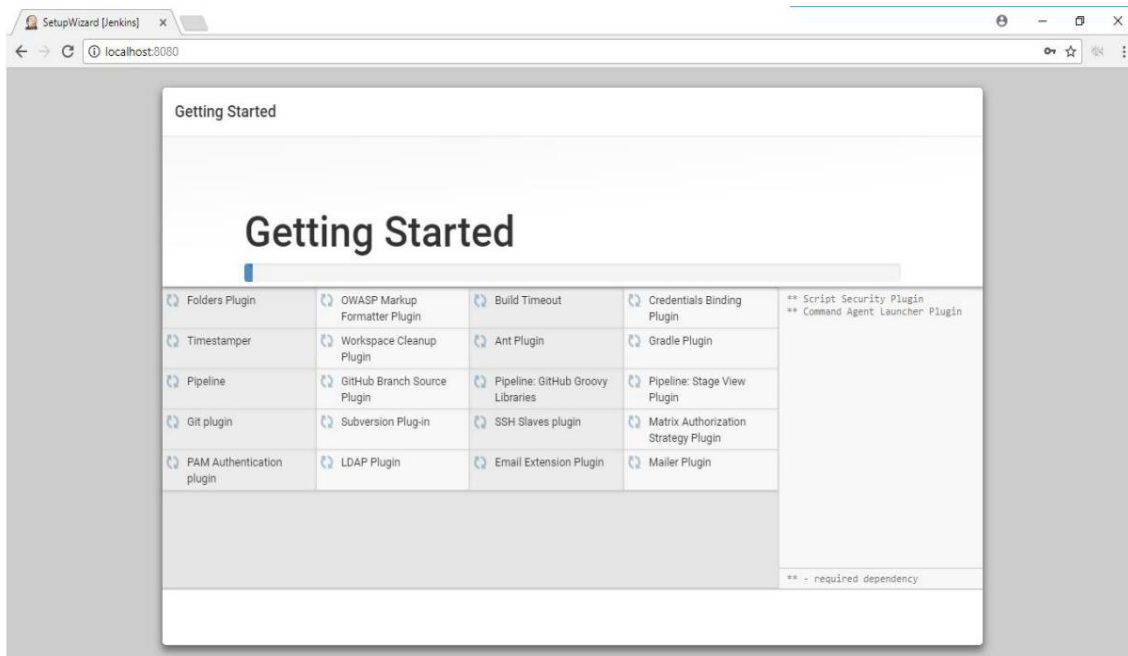 SetupWizard [Jenkins]
localhost:8080
Getting Started
Getting Started
Folders Plugin
OWASP Markup
Formatter Plugin
Build Timeout
Credentials Binding
Plugin
** Script Security Plugin
** Command Agent Launcher Plugin
Timestamper
Workspace Cleanup
Plugin
Ant Plugin
Gradle Plugin
Pipeline
GitHub Branch Source
Plugin
Pipeline: GitHub Groovy
Libraries
Pipeline: Stage View
Plugin
Git plugin
Subversion Plug-in
SSH Slaves plugin
Matrix Authorization
Strategy Plugin
PAM Authentication
plugin
LDAP Plugin
Email Extension Plugin
Mailer Plugin
** - required dependency